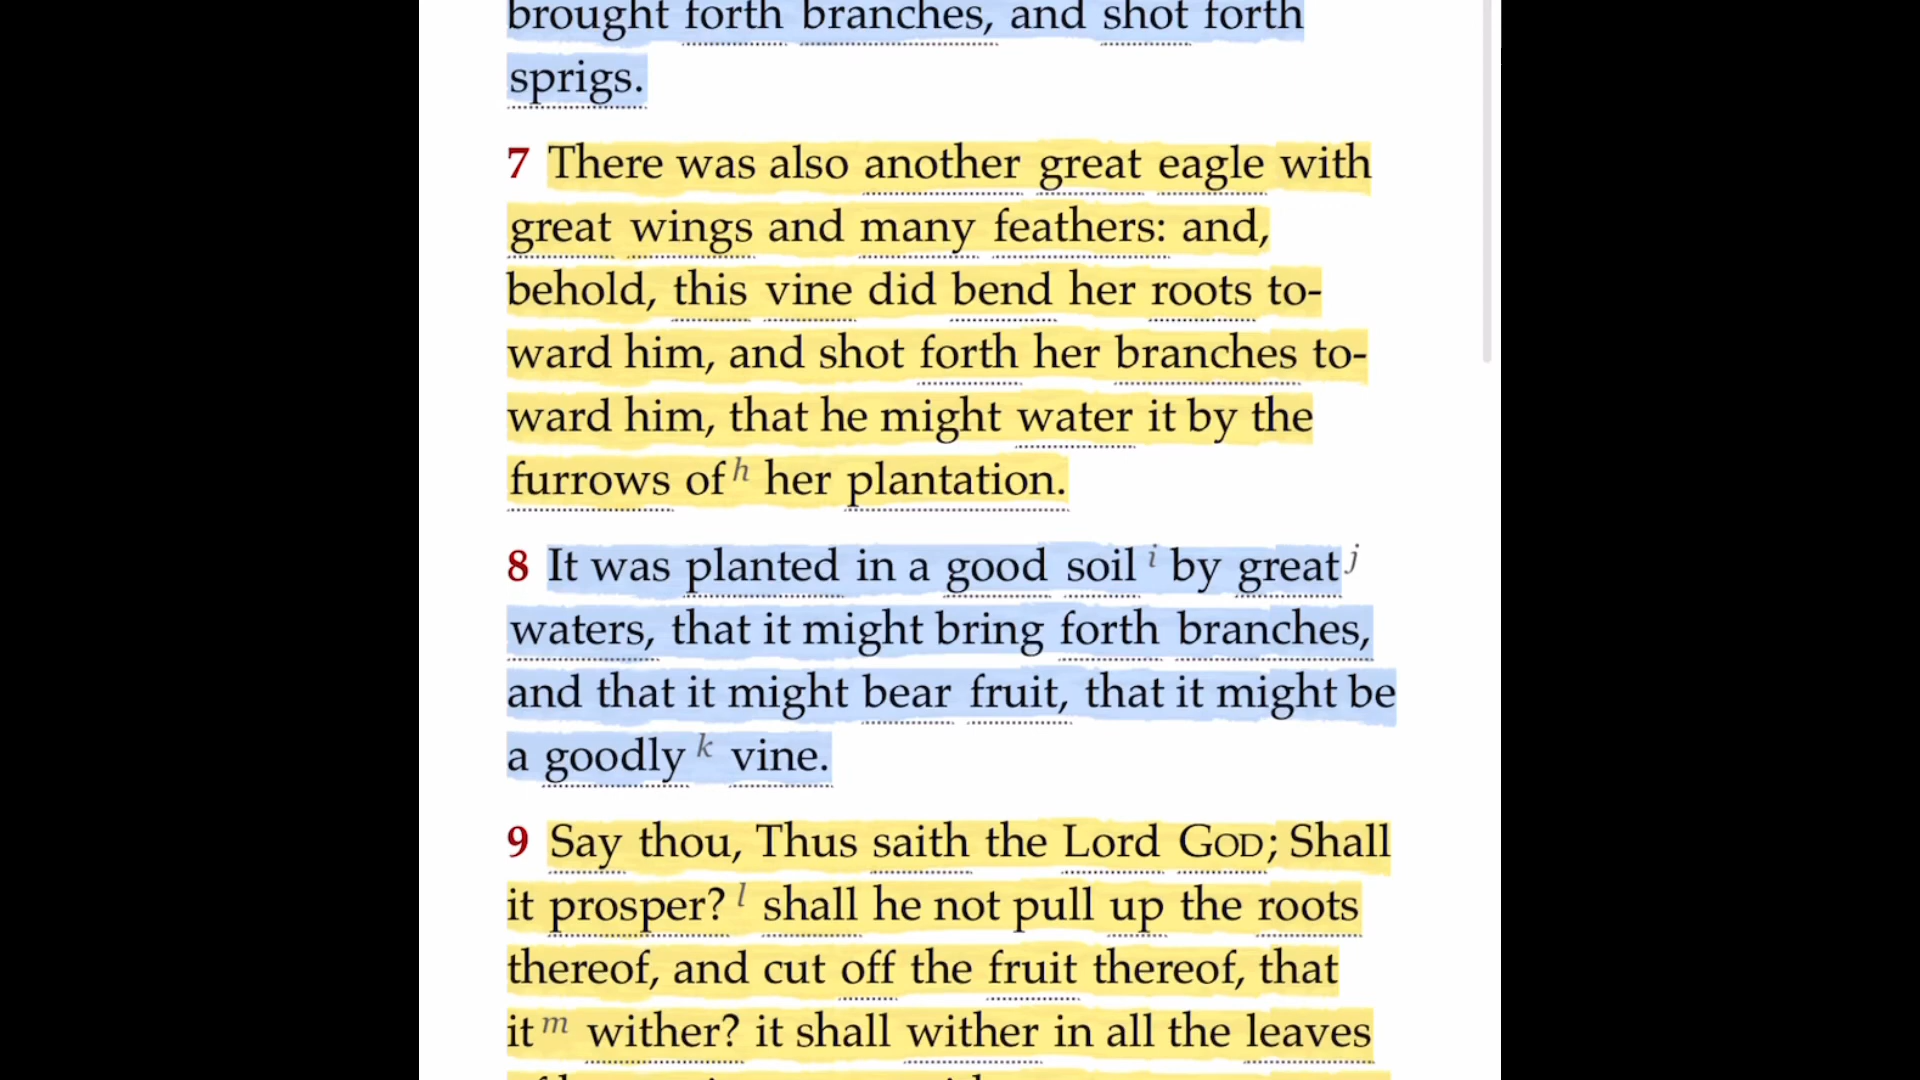 brought forth branches, and shot forth
sprigs.
7 There was also another great eagle with
great wings and many feathers: and,
behold, this vine did bend her roots to-
ward him, and shot forth her branches to-
ward him, that he might water it by the
furrows of h her plantation.
8 It was planted in a good soil i by great j
waters, that it might bring forth branches,
and that it might bear fruit, that it might be
a goodly k vine.
9 Say thou, Thus saith the Lord GOD; Shall
it prosper? l shall he not pull up the roots
thereof, and cut off the fruit thereof, that
it m wither? it shall wither in all the leaves